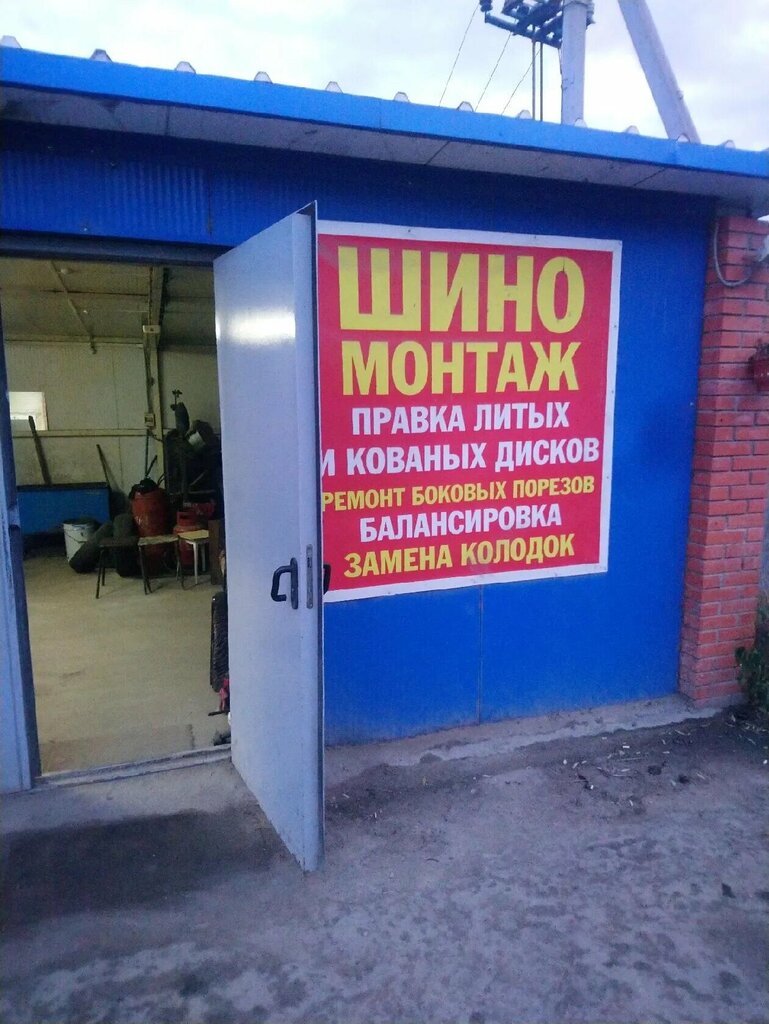 ШИНО
МОНТАЖ
ПРАВКА ЛИТЫХ
И КОВАНЫХ ДИСКОВ
РЕМОНТ БОКОВЫХ ПОРЕЗОВ
БАЛАНСИРОВКА
ЗАМЕНА КОЛОДОК